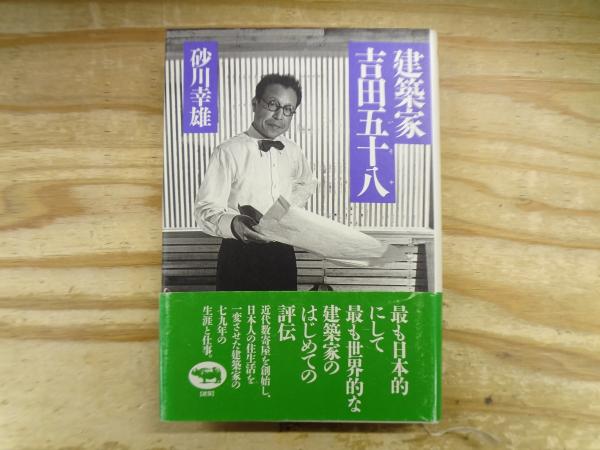 建築家
吉田五十八
砂川幸雄
最も日本的
にして
最も世界的な
建築家の
はじめての
評伝
近代数寄屋を創始し、
日本人の住生活を
一変させた建築家の
七九年の
生涯と仕事。